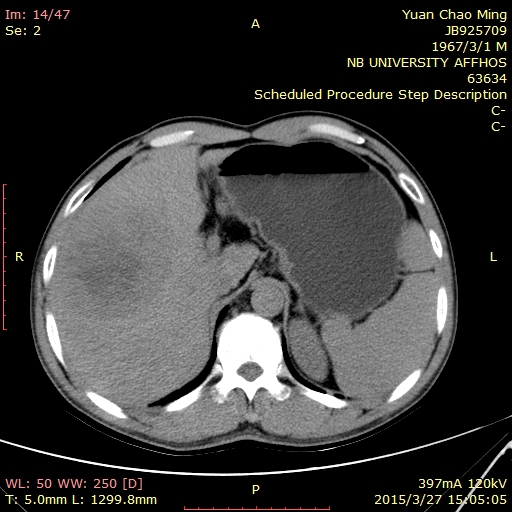 Im: 14/47
Se: 2
A
Yuan Chao Ming
JB925709
1967/3/1 M
NB UNIVERSITY AFFHOS
63634
Scheduled Procedure Step Description
C-
C-
R
L
WL: 50 WW: 250 [D]
T: 5.0mm L: 1299.8mm
P
397mA 120kV
2015/3/27 15:05:05